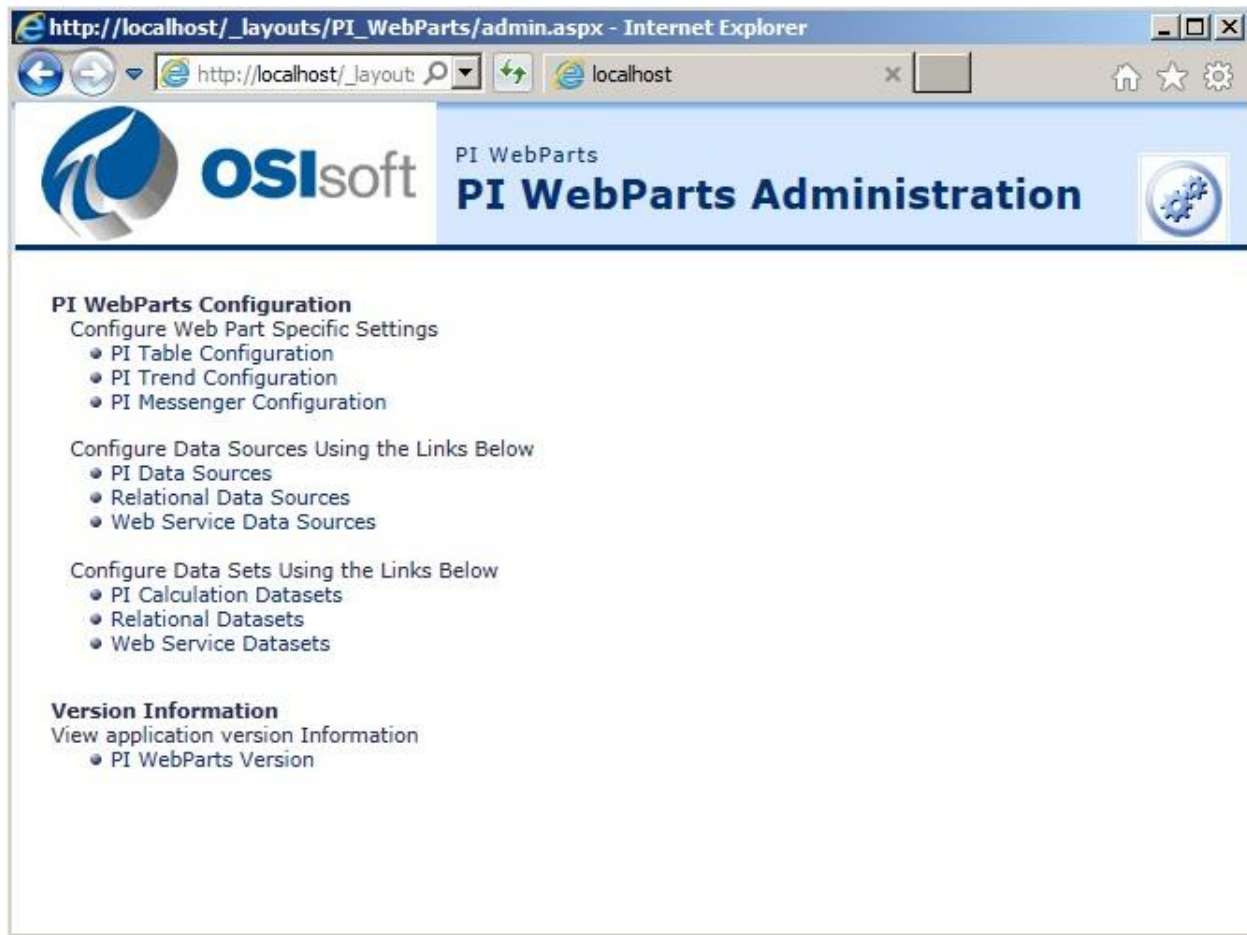 http://localhost/_layouts/PI_WebParts/admin.aspx - Internet Explorer
http://localhost/_layout: localhost
OSIsoft
PI WebParts
PI WebParts Administration
PI WebParts Configuration
Configure Web Part Specific Settings
PI Table Configuration
PI Trend Configuration
PI Messenger Configuration
Configure Data Sources Using the Links Below
PI Data Sources
Relational Data Sources
Web Service Data Sources
Configure Data Sets Using the Links Below
PI Calculation Datasets
Relational Datasets
Web Service Datasets
Version Information
View application version Information
PI WebParts Version